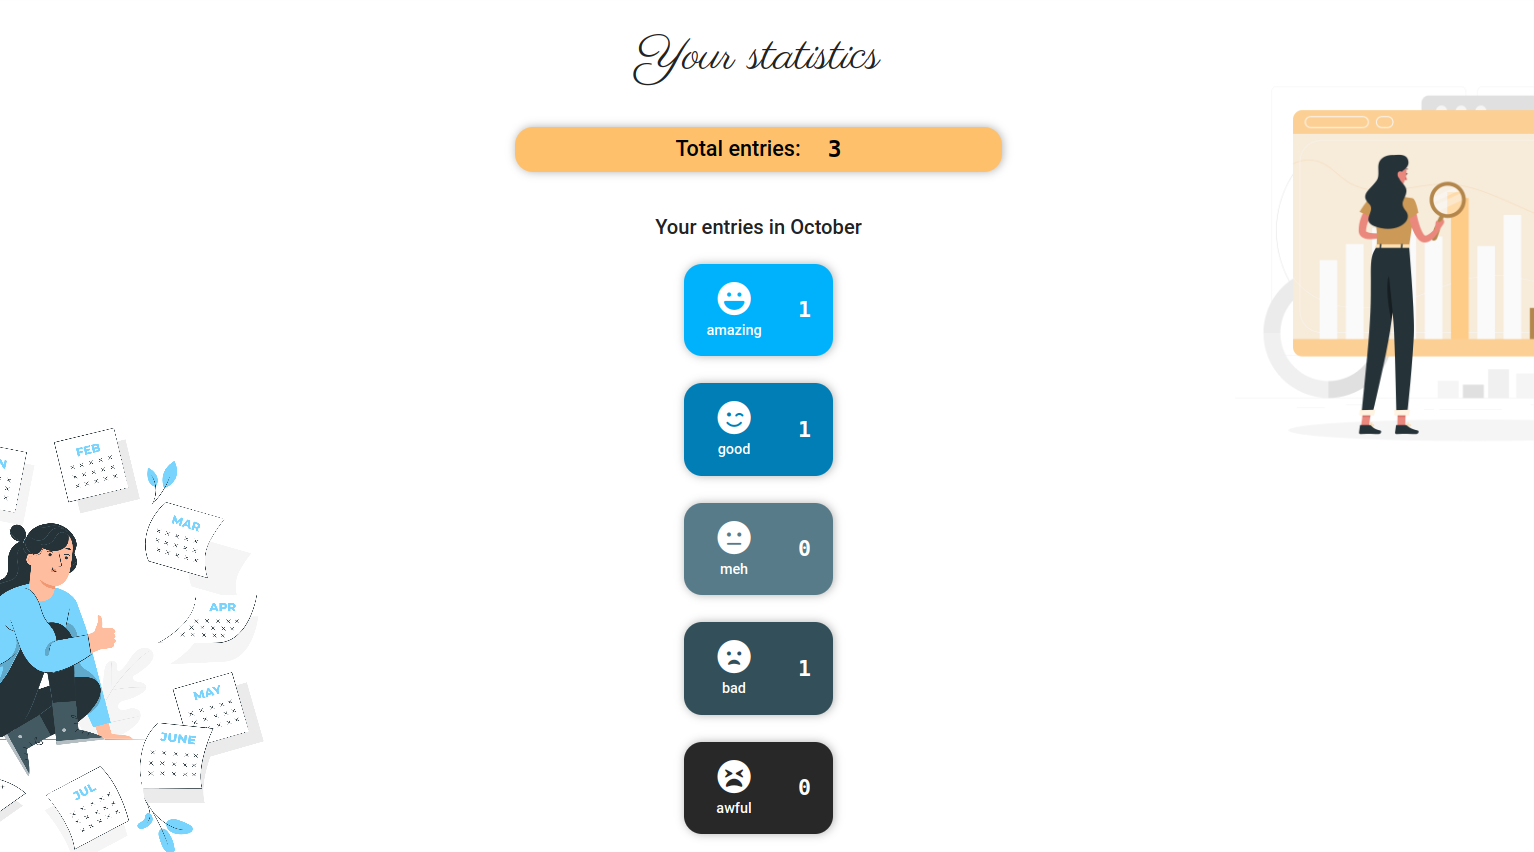 Your statistics
Total entries: 3
Your entries in October
amazing 1
good 1
meh 0
bad 1
awful 0
FEB
MAR
APR
MAY
JUNE
JUL